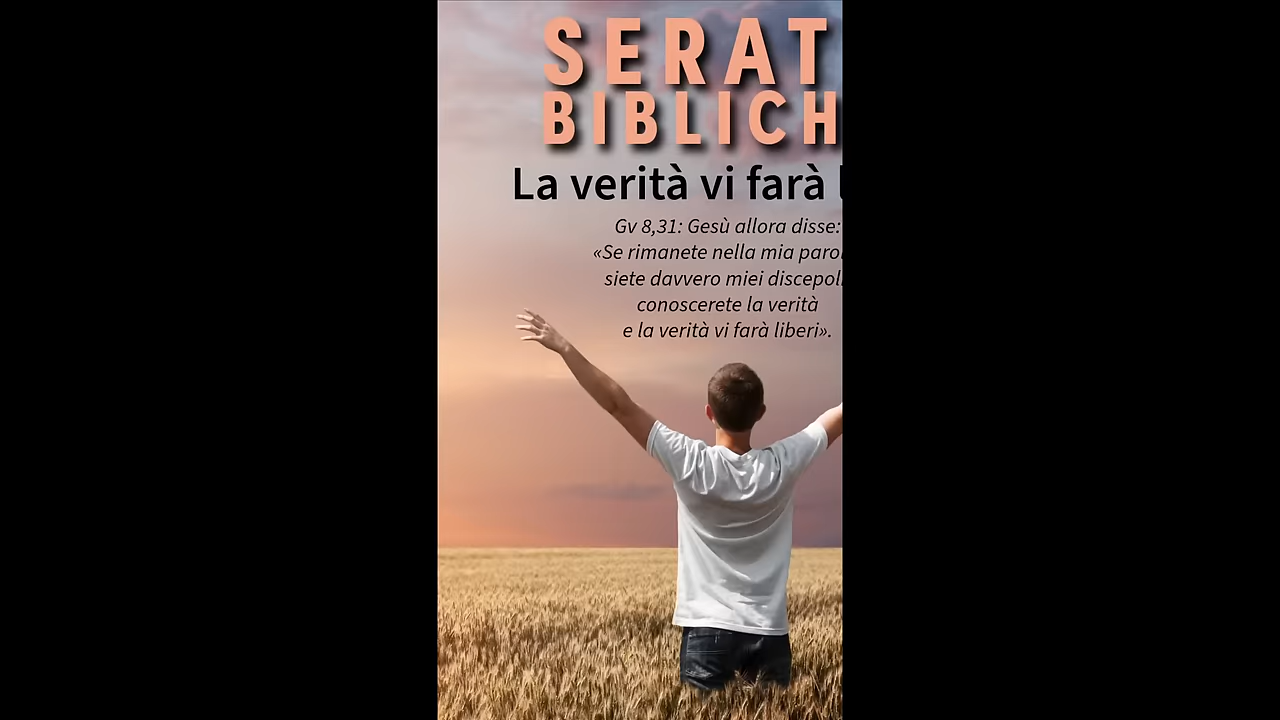 SERAT
BIBLICH
La verità vi farà
Gv 8,31: Gesù allora disse:
«Se rimanete nella mia paro
siete davvero miei discepol
conoscerete la verità
e la verità vi farà liberi».